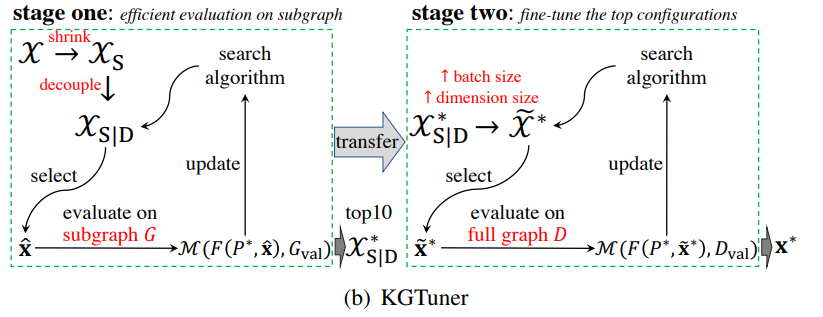 stage one: efficient evaluation on subgraph
shrink
𝒳 → 𝒳S
decouple ↓
𝒳S|D
search
algorithm
select
update
evaluate on
subgraph G
x̂
ℳ(F(P*, x̂), Gval)
transfer
top10
𝒳*S|D
stage two: fine-tune the top configurations
↑ batch size
↑ dimension size
𝒳*S|D → 𝒳̃*
search
algorithm
select
update
evaluate on
full graph D
x̃*
ℳ(F(P*, x̃*), Dval)
x*
(b) KGTuner